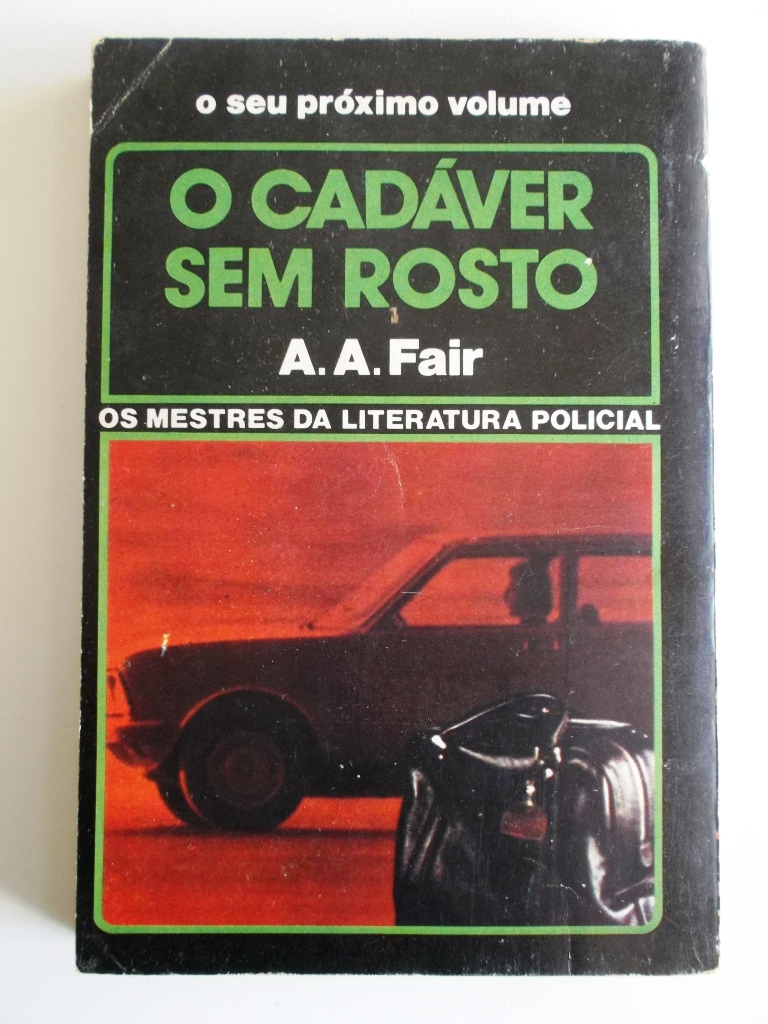 o seu próximo volume
O CADÁVER
SEM ROSTO
A. A. Fair
OS MESTRES DA LITERATURA POLICIAL